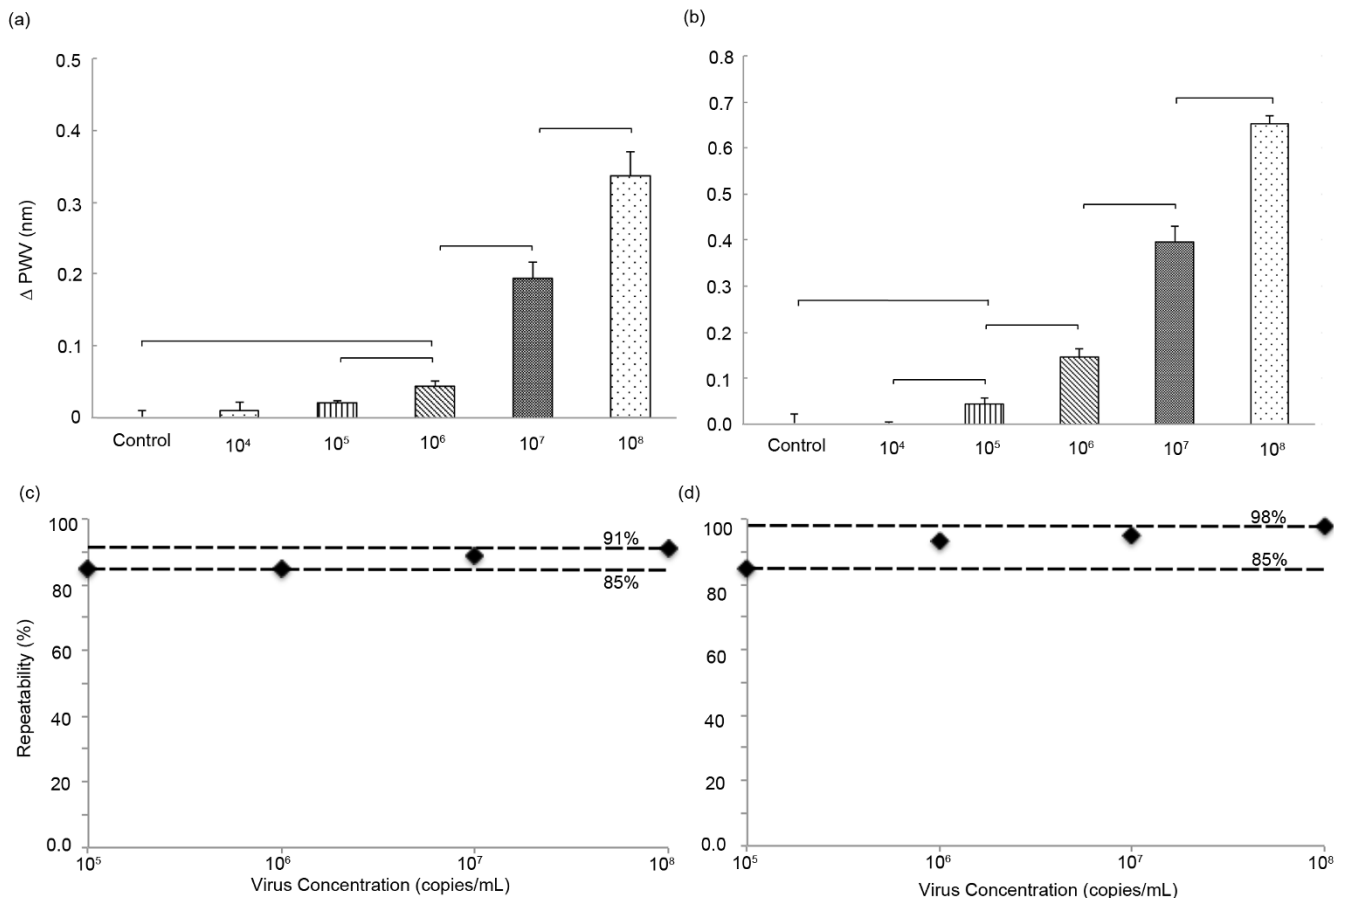 (a)
0.5
0.4
0.3
0.2
0.1
0
Δ PWV (nm)
Control 10⁴ 10⁵ 10⁶ 10⁷ 10⁸
(b)
0.8
0.7
0.6
0.5
0.4
0.3
0.2
0.1
0.0
Control 10⁴ 10⁵ 10⁶ 10⁷ 10⁸
(c)
100
80
60
40
20
0.0
Repeatability (%)
91%
85%
10⁵ 10⁶ 10⁷ 10⁸
Virus Concentration (copies/mL)
(d)
100
80
60
40
20
0.0
98%
85%
10⁵ 10⁶ 10⁷ 10⁸
Virus Concentration (copies/mL)